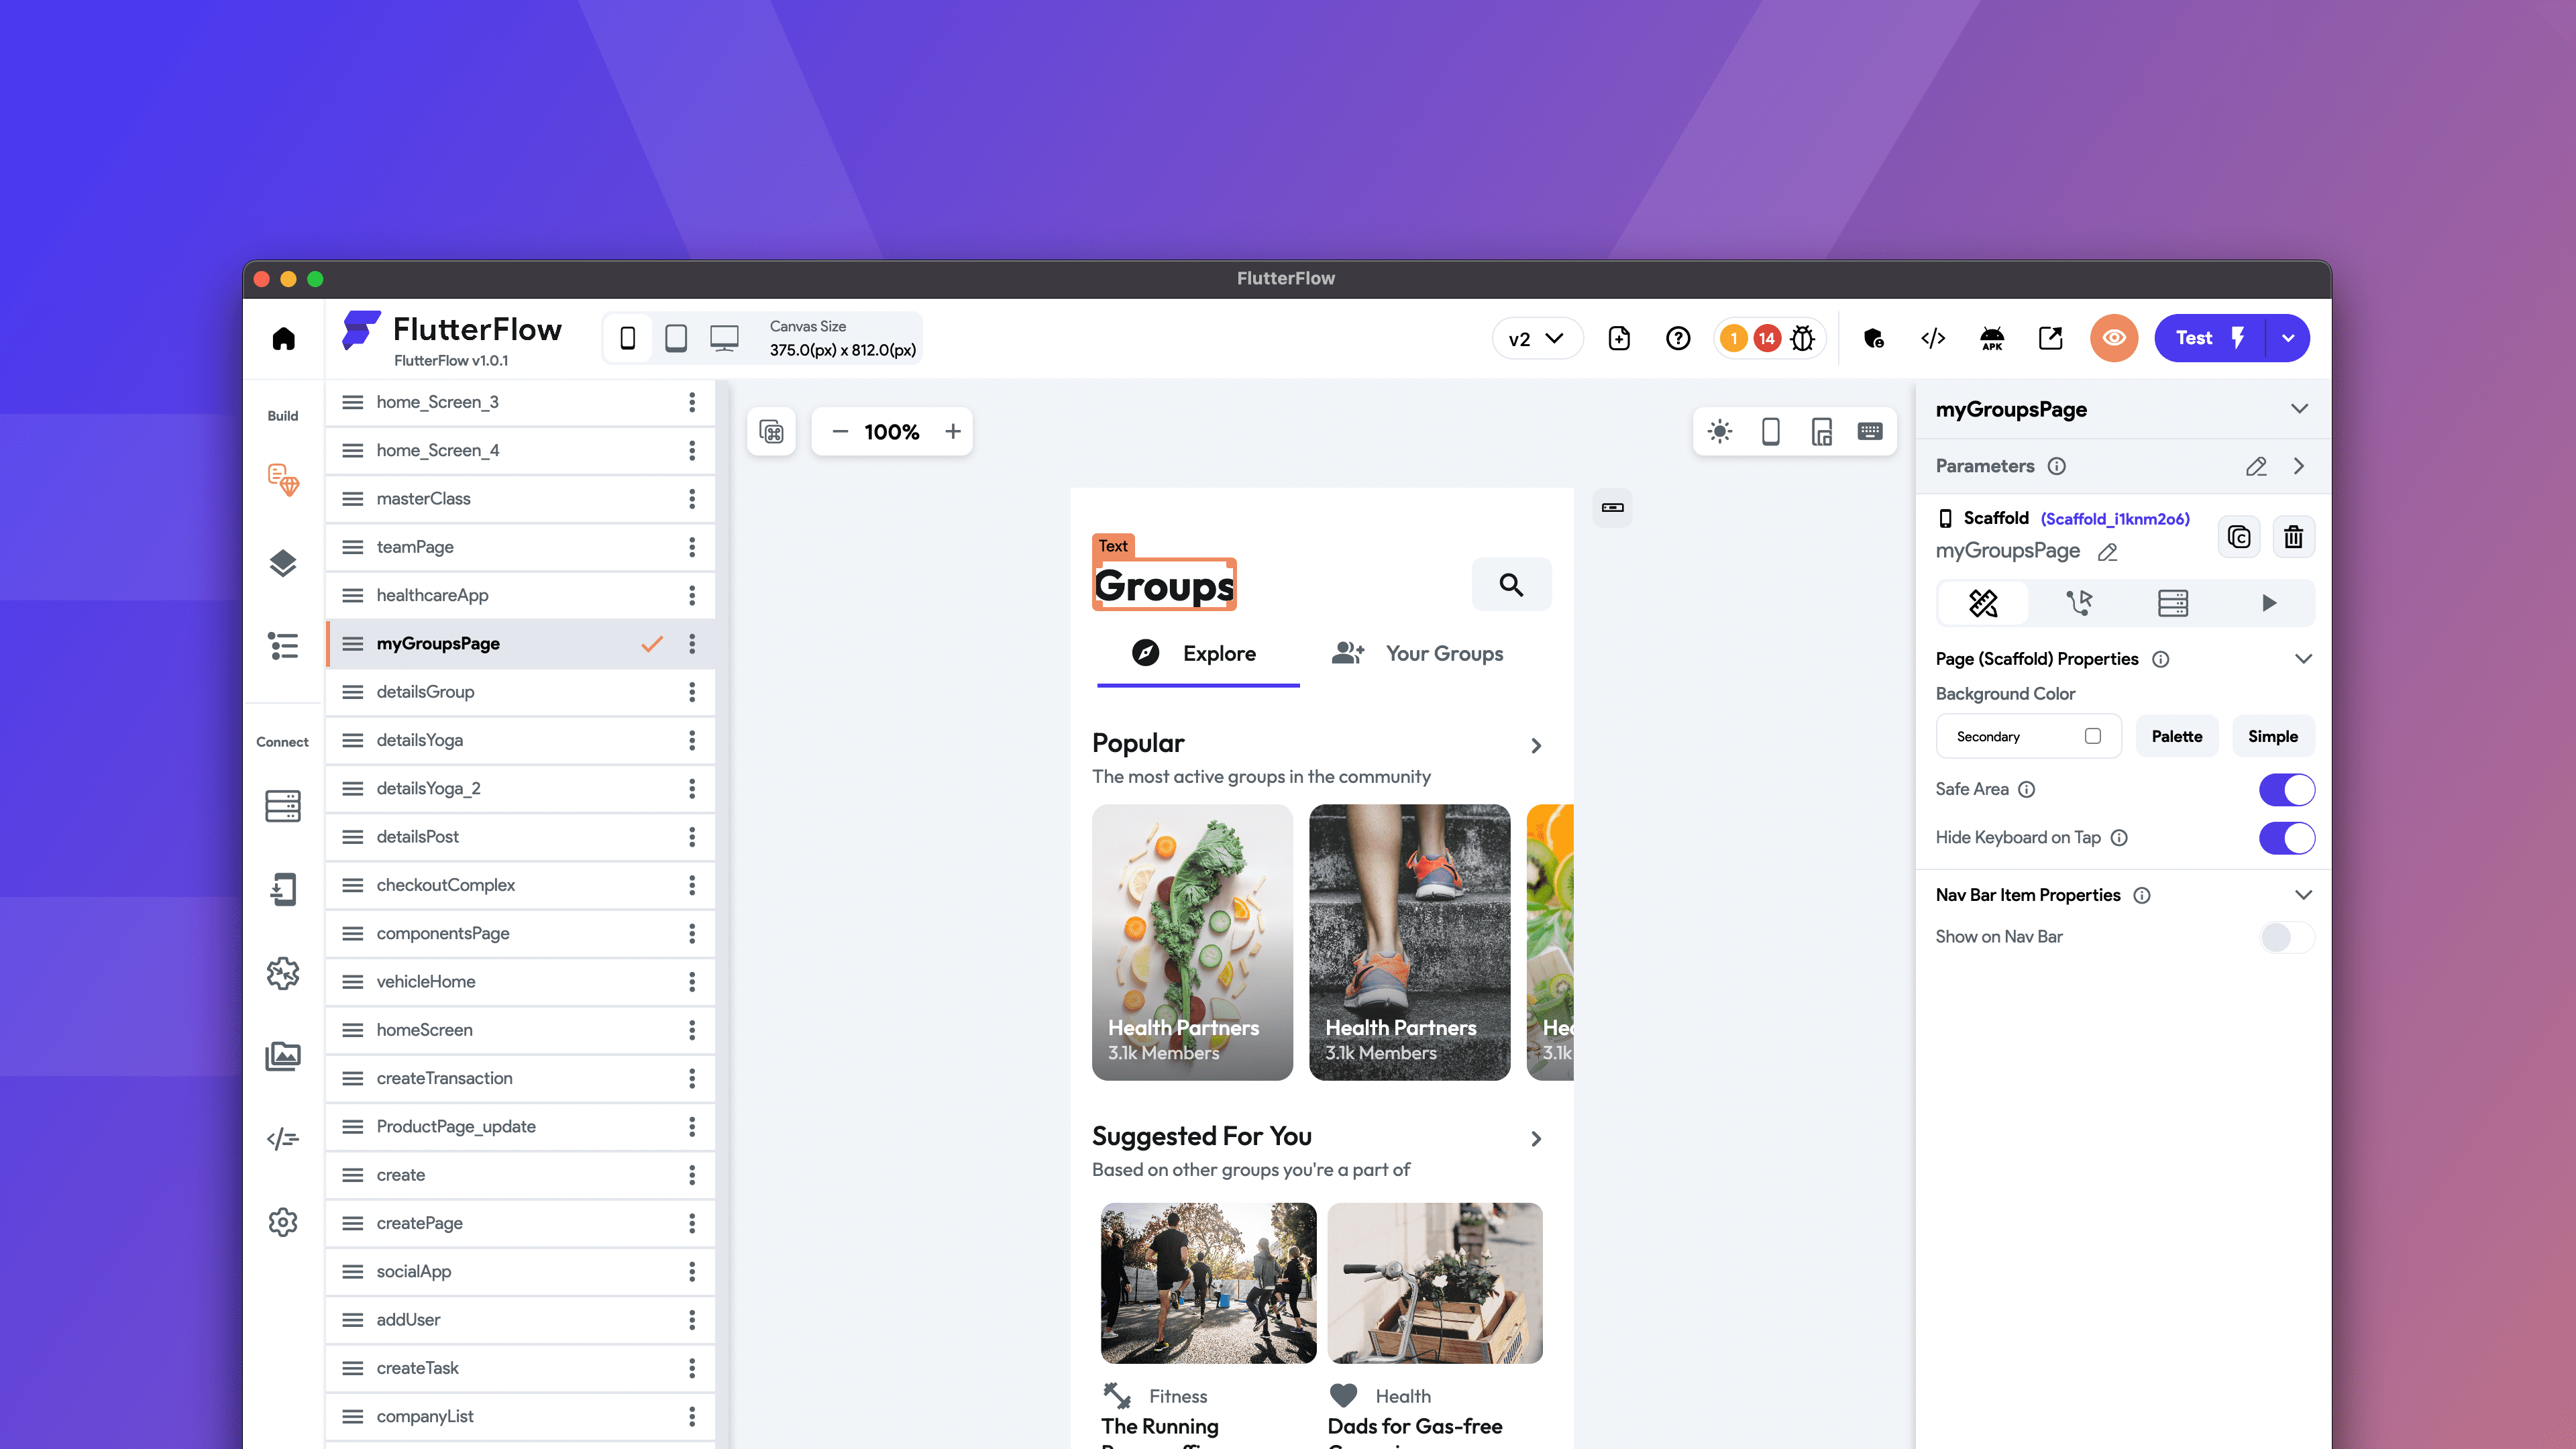 FlutterFlow
FlutterFlow
FlutterFlow v1.0.1
Canvas Size
375.0(px) x 812.0(px)
v2
1
14
APK
Test
Build
Connect
home_Screen_3
home_Screen_4
masterClass
teamPage
healthcareApp
myGroupsPage
detailsGroup
detailsYoga
detailsYoga_2
detailsPost
checkoutComplex
componentsPage
vehicleHome
homeScreen
createTransaction
ProductPage_update
create
createPage
socialApp
addUser
createTask
companyList
100%
Text
Groups
Explore
Your Groups
Popular
The most active groups in the community
Health Partners
3.1k Members
Health Partners
3.1k Members
3.1k
Suggested For You
Based on other groups you're a part of
Fitness
The Running
Health
Dads for Gas-free
myGroupsPage
Parameters
Scaffold (Scaffold_i1knm2o6)
myGroupsPage
Page (Scaffold) Properties
Background Color
Secondary
Palette
Simple
Safe Area
Hide Keyboard on Tap
Nav Bar Item Properties
Show on Nav Bar